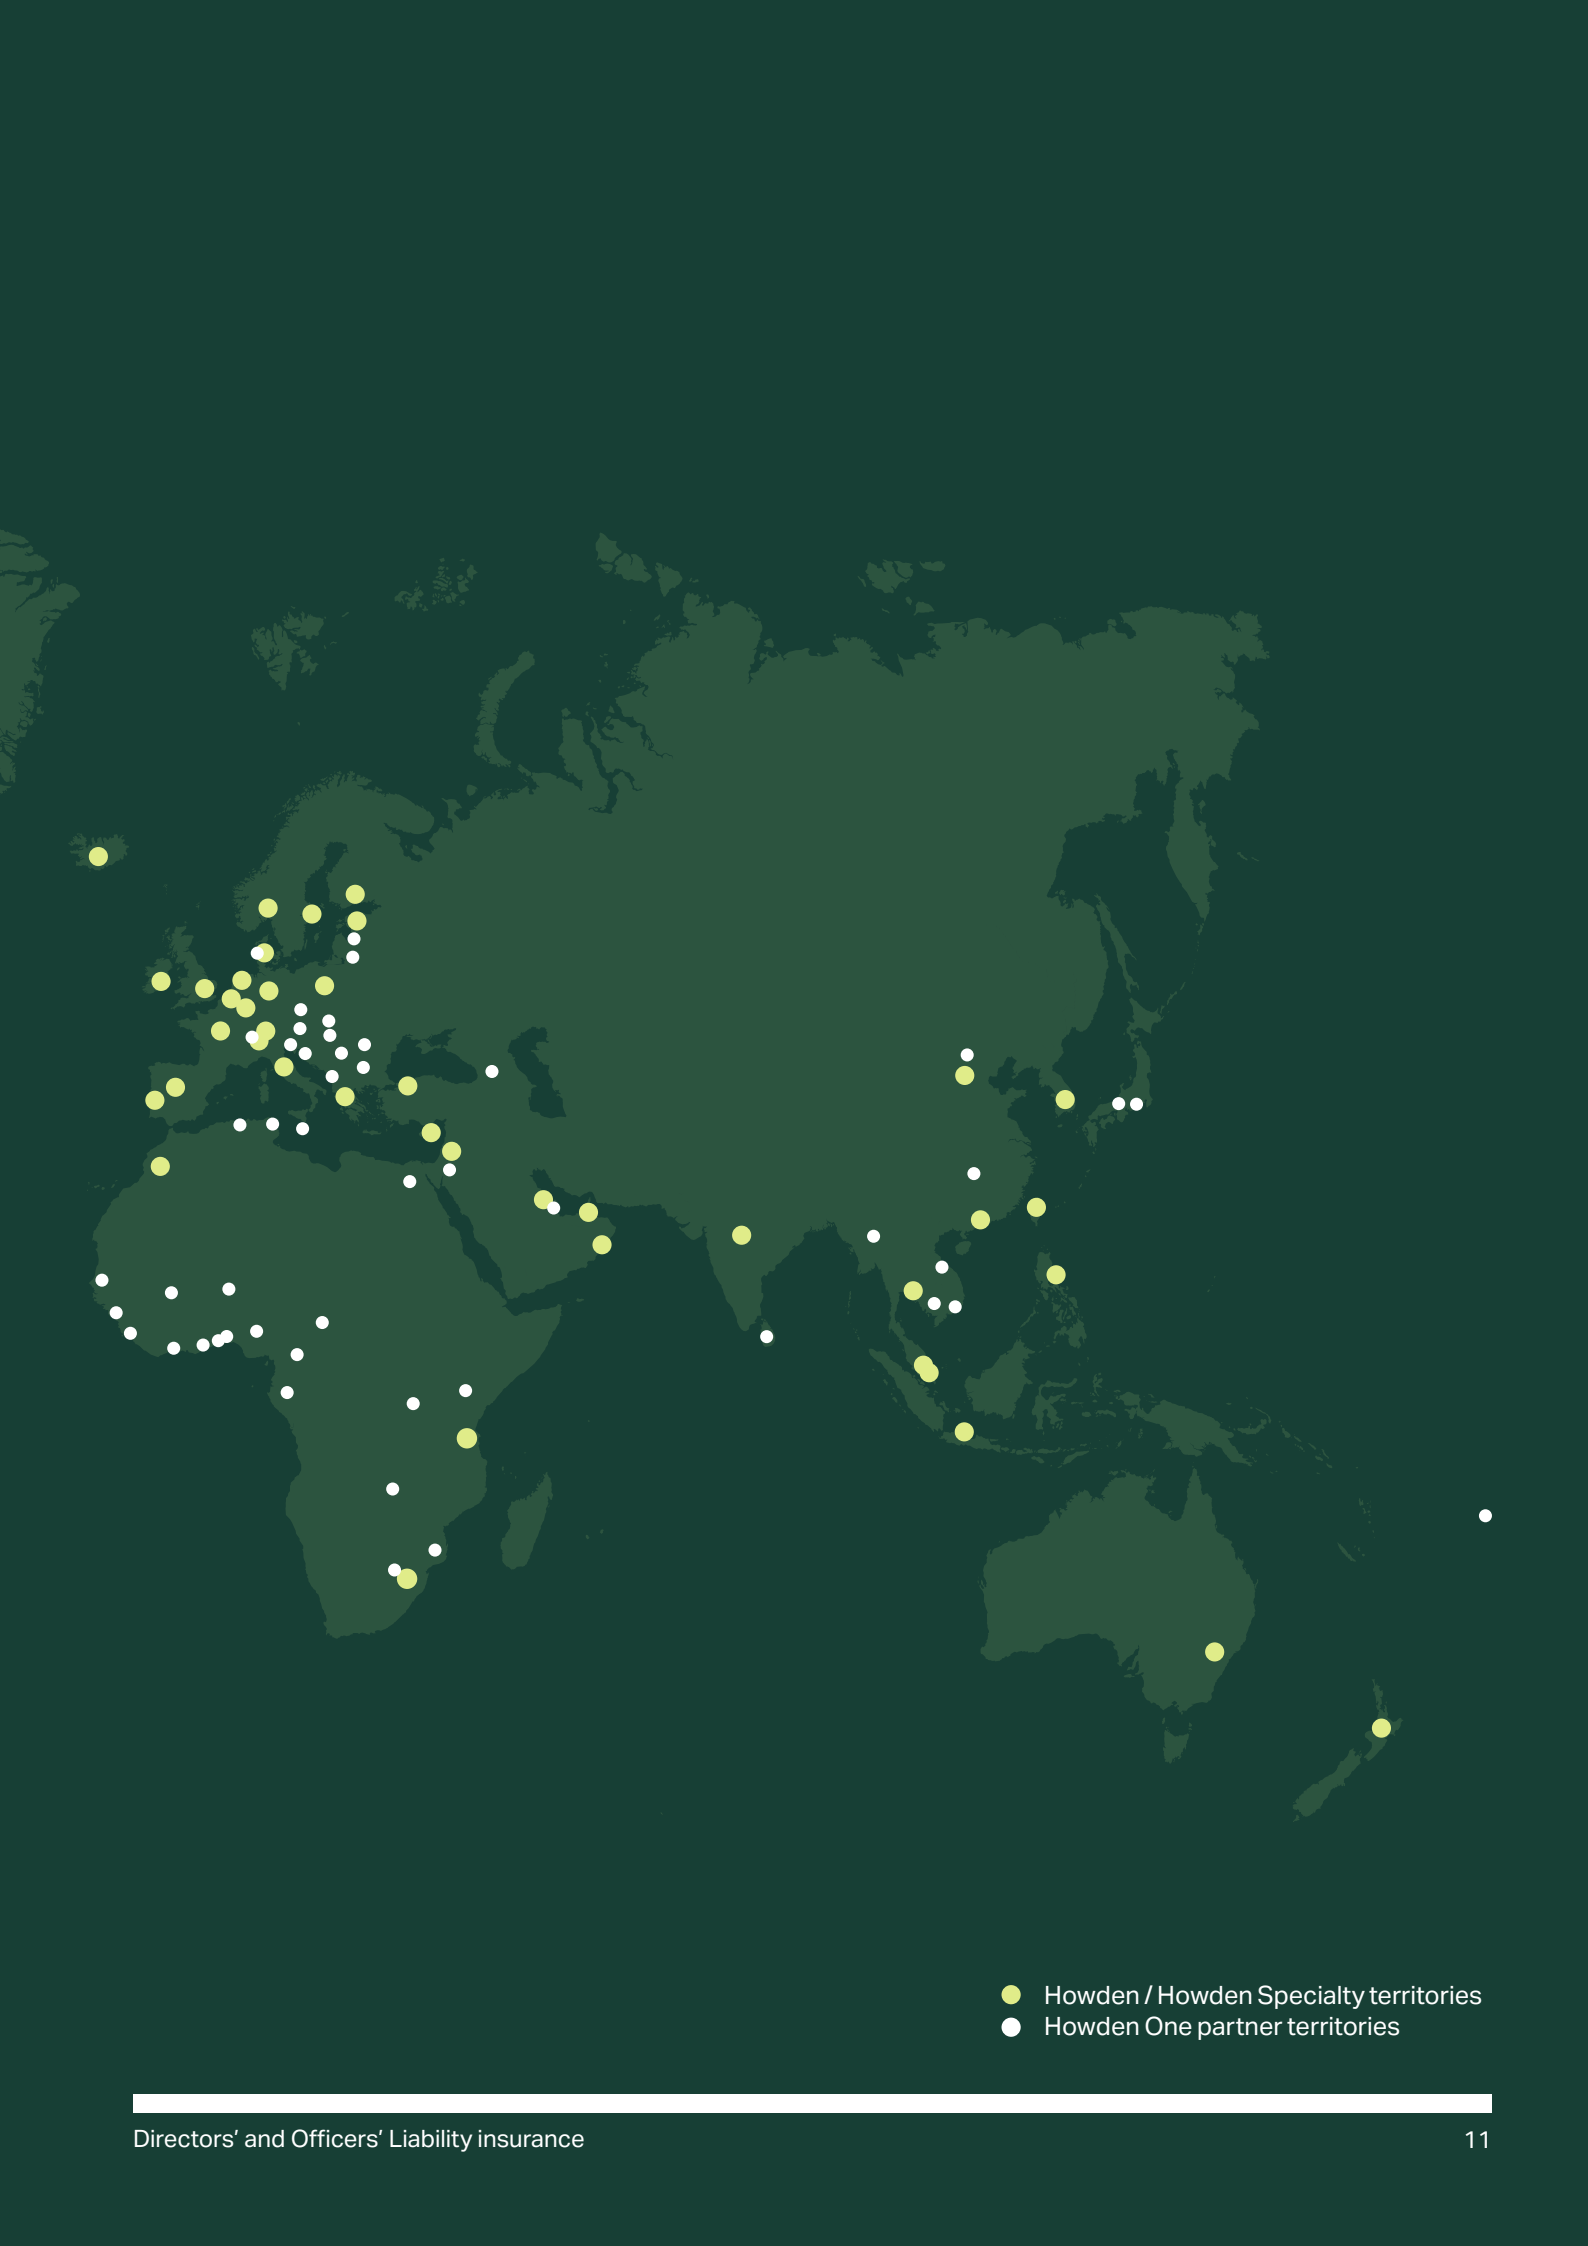 Howden / Howden Specialty territories
Howden One partner territories
Directors’ and Officers’ Liability insurance
11